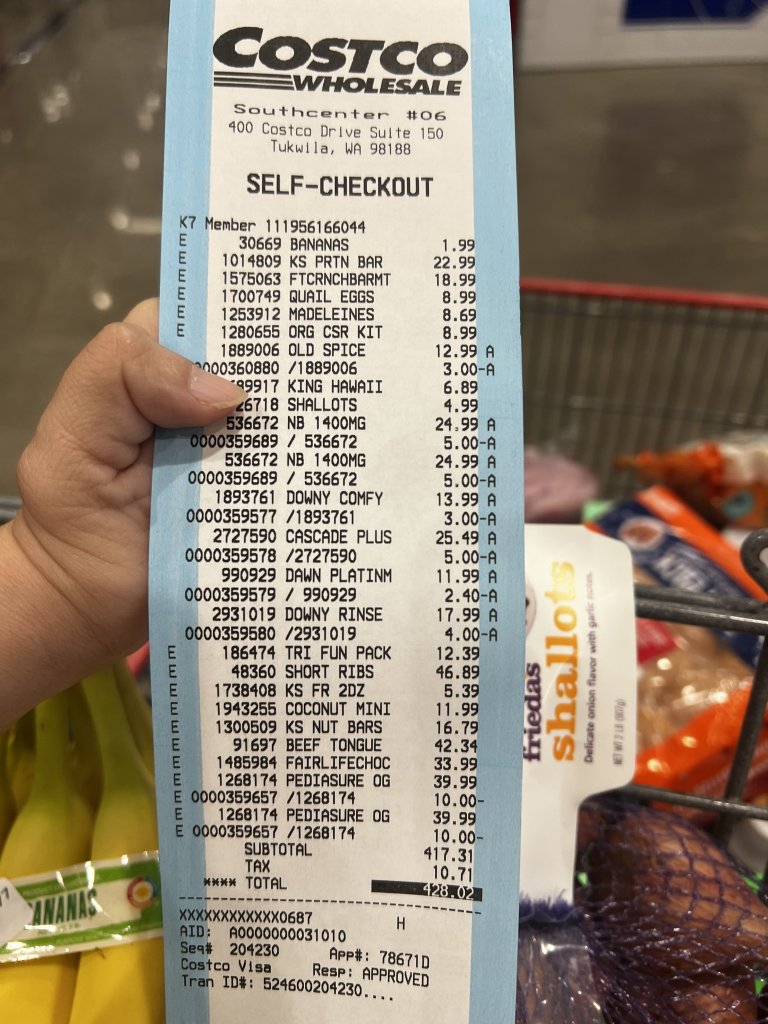 COSTCO
WHOLESALE
Southcenter #06
400 Costco Drive Suite 150
Tukwila, WA 98188
SELF-CHECKOUT
K7 Member 111956166044
E 30669 BANANAS 1.99
E 1014809 KS PRTN BAR 22.99
E 1575063 FTCRNCHBARMT 18.99
E 1700749 QUAIL EGGS 8.99
E 1253912 MADELEINES 8.69
E 1280655 ORG CSR KIT 8.99
1889006 OLD SPICE 12.99 A
0000360880 /1889006 3.00-A
89917 KING HAWAII 6.89
26718 SHALLOTS 4.99
536672 NB 1400MG 24.99 A
0000359689 / 536672 5.00-A
536672 NB 1400MG 24.99 A
0000359689 / 536672 5.00-A
1893761 DOWNY COMFY 13.99 A
0000359577 /1893761 3.00-A
2727590 CASCADE PLUS 25.49 A
0000359578 /2727590 5.00-A
990929 DAWN PLATINM 11.99 A
0000359579 / 990929 2.40-A
2931019 DOWNY RINSE 17.99 A
0000359580 /2931019 4.00-A
E 186474 TRI FUN PACK 12.39
E 48360 SHORT RIBS 46.89
E 1738408 KS FR 2DZ 5.39
E 1943255 COCONUT MINI 11.99
E 1300509 KS NUT BARS 16.79
E 91697 BEEF TONGUE 42.34
E 1485984 FAIRLIFECHOC 33.99
E 1268174 PEDIASURE OG 39.99
E 0000359657 /1268174 10.00-
E 1268174 PEDIASURE OG 39.99
E 0000359657 /1268174 10.00-
SUBTOTAL 417.31
TAX 10.71
**** TOTAL 428.02
XXXXXXXXXXXX0687 H
AID: A0000000031010
Seq# 204230 App#: 78671D
Costco Visa Resp: APPROVED
Tran ID#: 524600204230....
friedas
shallots
Delicate onion flavor with garlic notes.
NET WT 2 LB (907g)
ANANAS